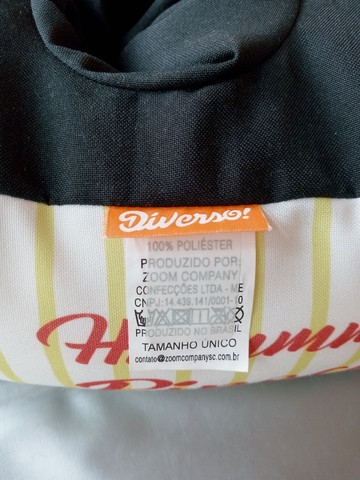 Diverso!
100% POLIÉSTER
PRODUZIDO POR:
ZOOM COMPANY
CONFECÇÕES LTDA - ME
CNPJ: 14.439.141/0001-10
PRODUZIDO NO BRASIL
TAMANHO ÚNICO
contato@zoomcompanysc.com.br